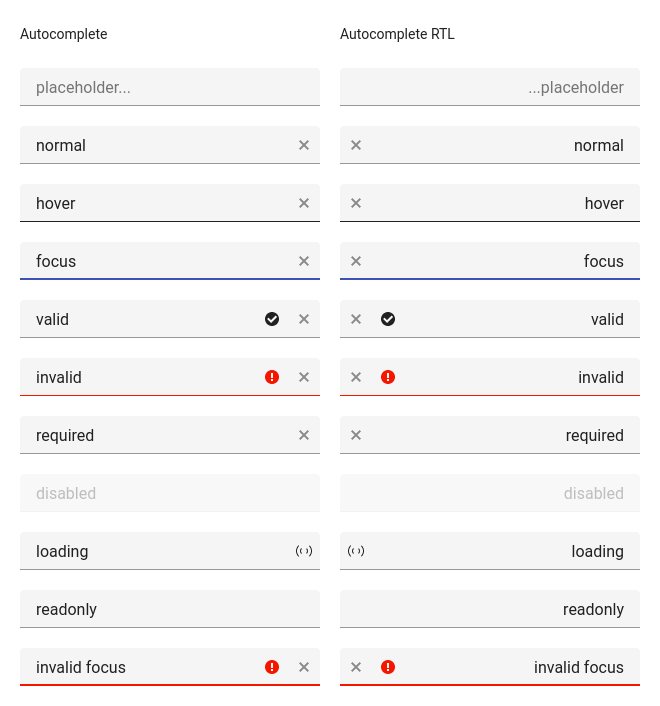 Autocomplete
Autocomplete RTL
placeholder...
...placeholder
normal
normal
hover
hover
focus
focus
valid
valid
invalid
invalid
required
required
disabled
disabled
loading
loading
readonly
readonly
invalid focus
invalid focus